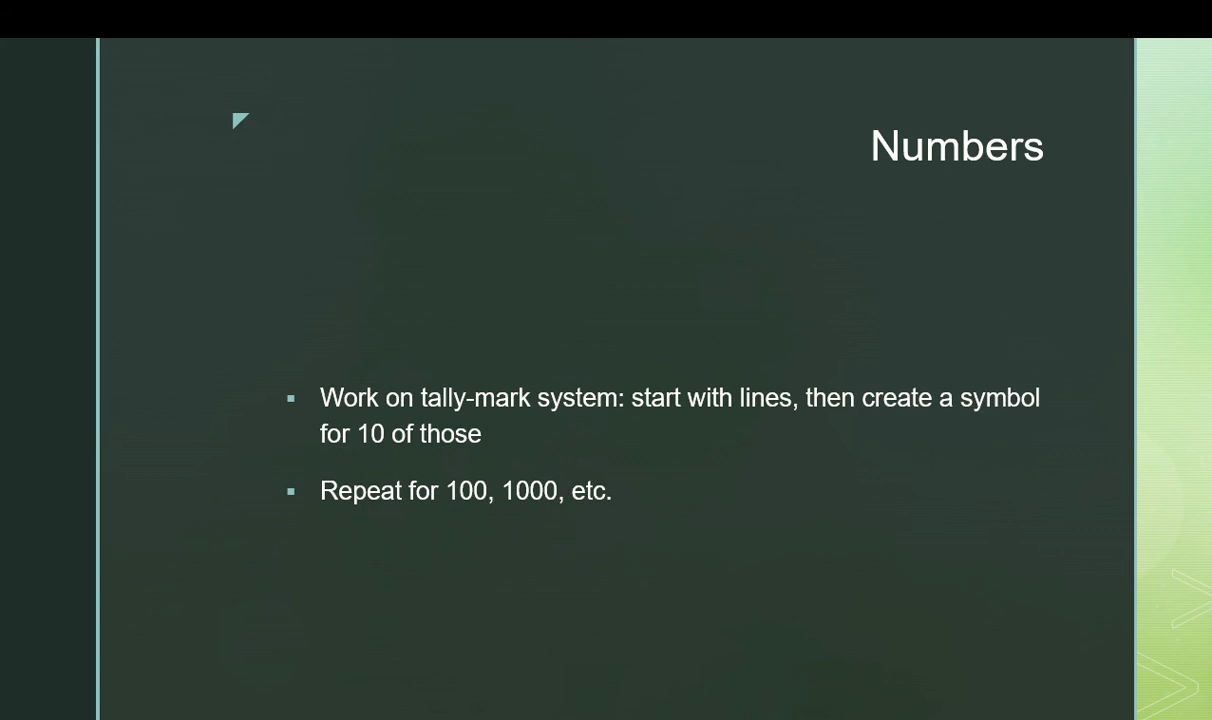 Numbers
Work on tally-mark system: start with lines, then create a symbol
for 10 of those
Repeat for 100, 1000, etc.